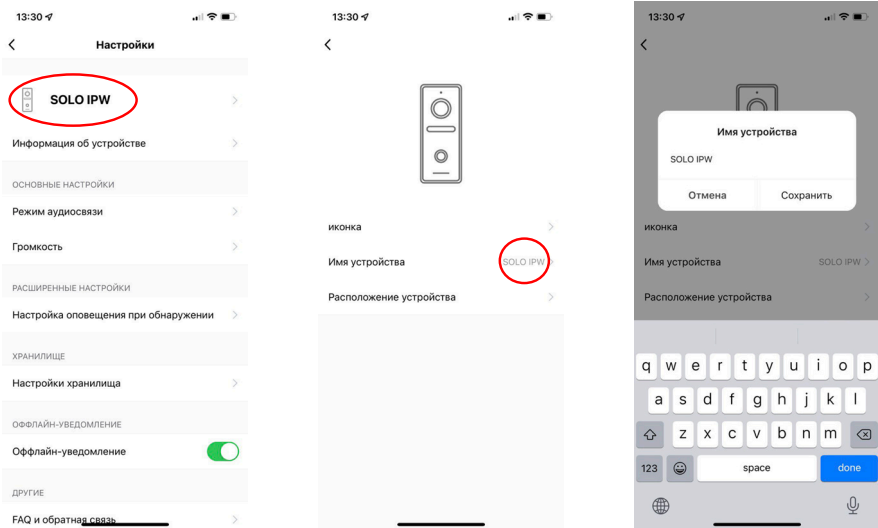 13:30
Настройки
SOLO IPW
Информация об устройстве
ОСНОВНЫЕ НАСТРОЙКИ
Режим аудиосвязи
Громкость
РАСШИРЕННЫЕ НАСТРОЙКИ
Настройка оповещения при обнаружении
ХРАНИЛИЩЕ
Настройки хранилища
ОФФЛАЙН-УВЕДОМЛЕНИЕ
Оффлайн-уведомление
ДРУГИЕ
FAQ и обратная связь
13:30
иконка
Имя устройства SOLO IPW
Расположение устройства
13:30
Имя устройства
SOLO IPW
Отмена Сохранить
иконка
Имя устройства SOLO IPW
Расположение устройства
q w e r t y u i o p
a s d f g h j k l
z x c v b n m
123 space done